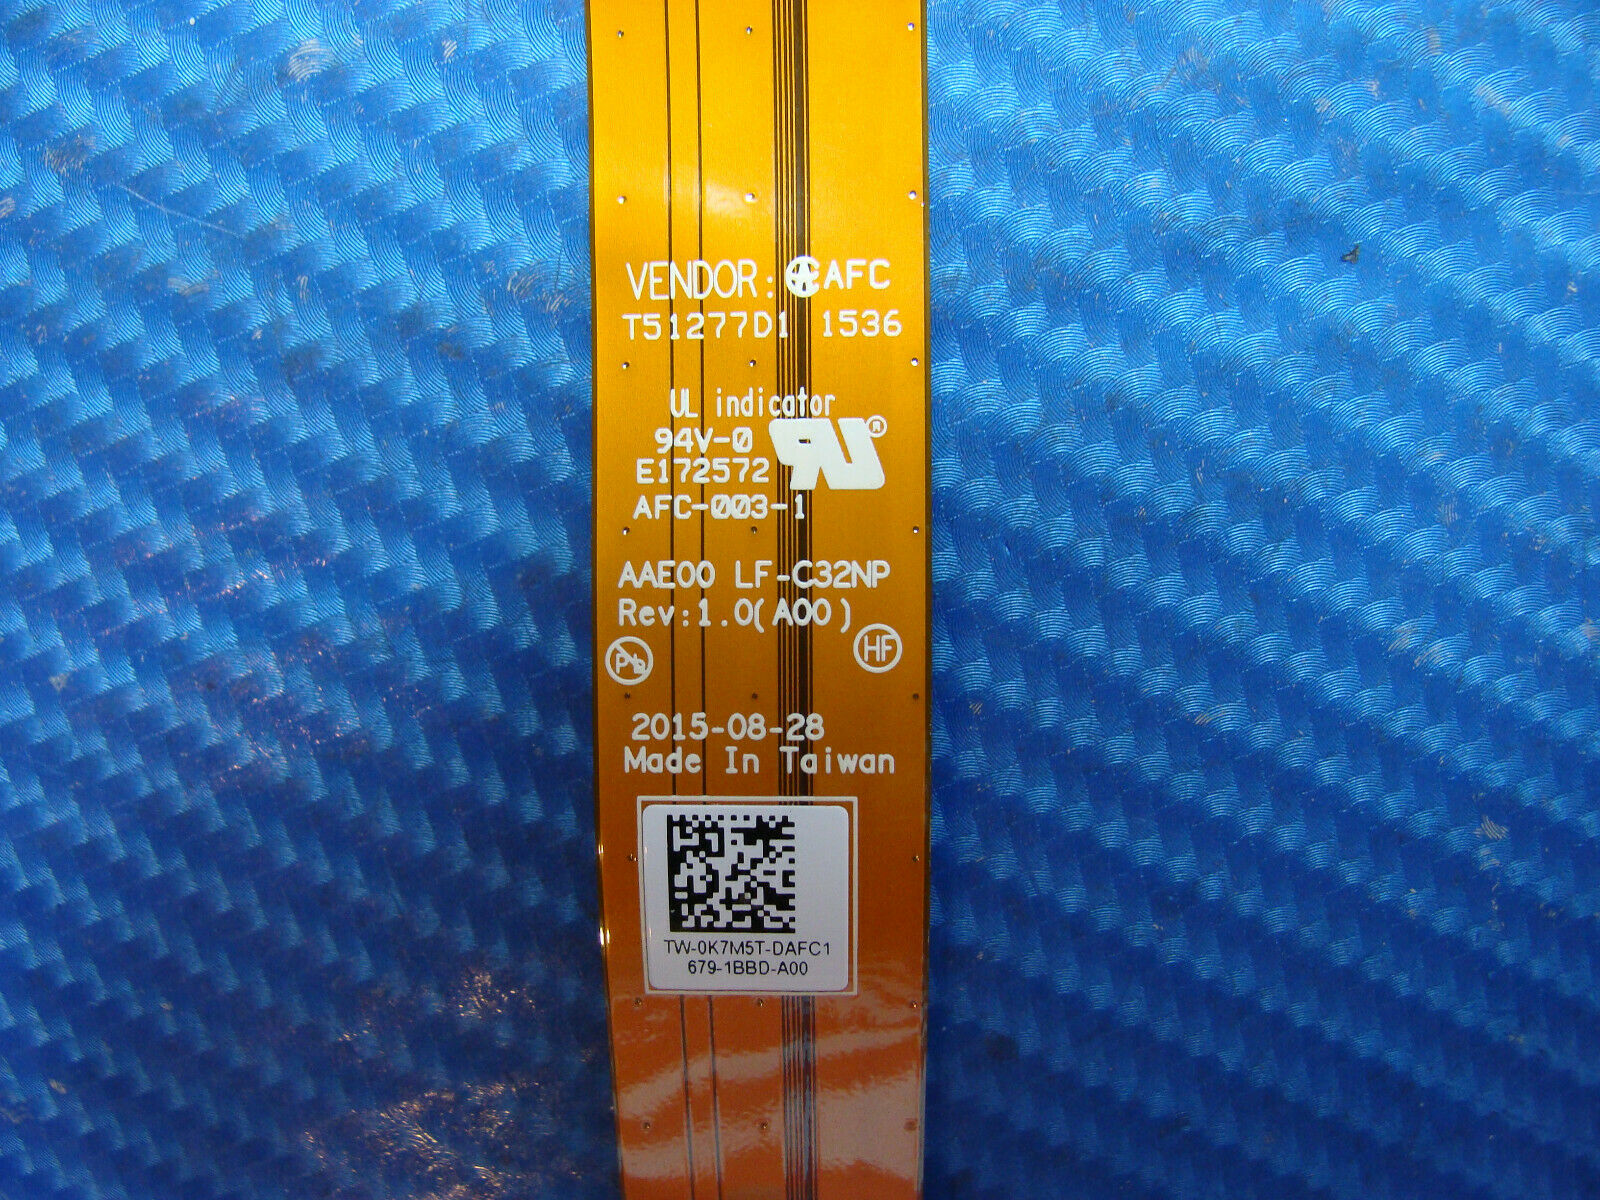 VENDOR: AFC
T51277D1 1536
UL indicator
94V-0
E172572
AFC-003-1
AAE00 LF-C32NP
Rev:1.0(A00)
Pb
HF
2015-08-28
Made In Taiwan
TW-0K7M5T-DAFC1
679-1BBD-A00